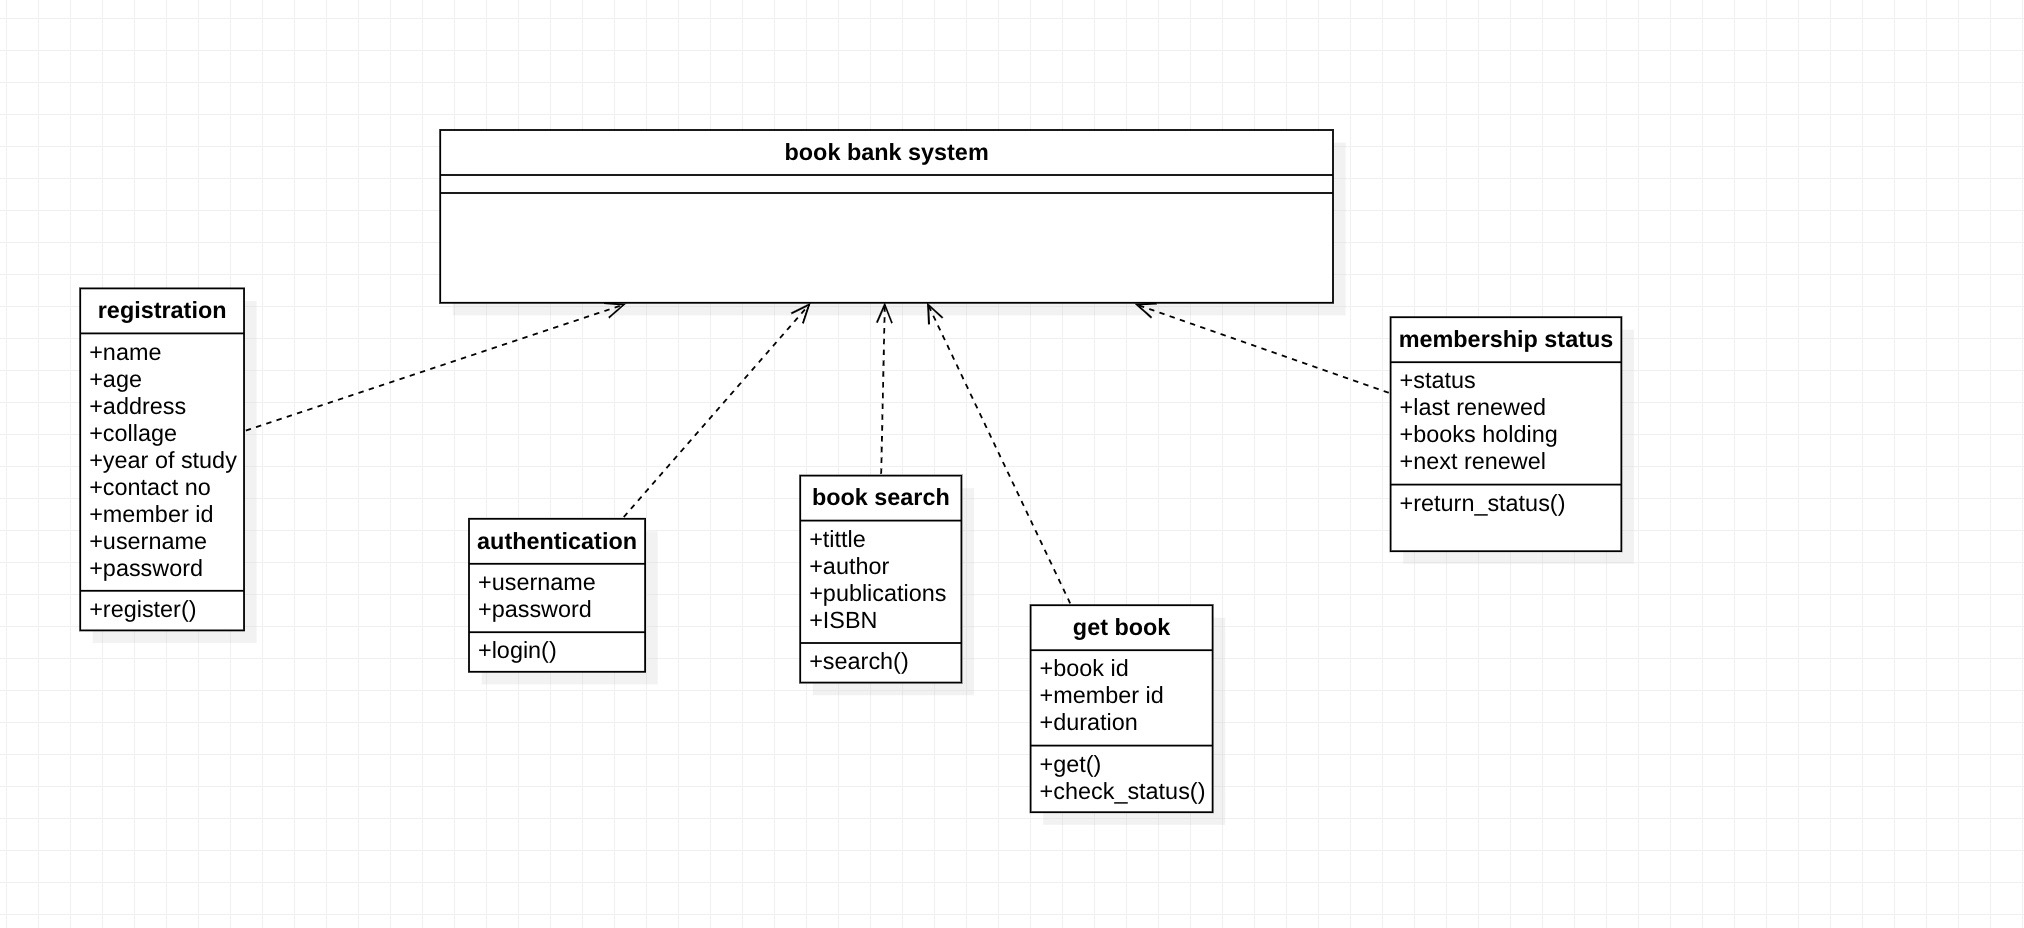 book bank system
registration
+name
+age
+address
+collage
+year of study
+contact no
+member id
+username
+password
+register()
authentication
+username
+password
+login()
book search
+tittle
+author
+publications
+ISBN
+search()
get book
+book id
+member id
+duration
+get()
+check_status()
membership status
+status
+last renewed
+books holding
+next renewel
+return_status()